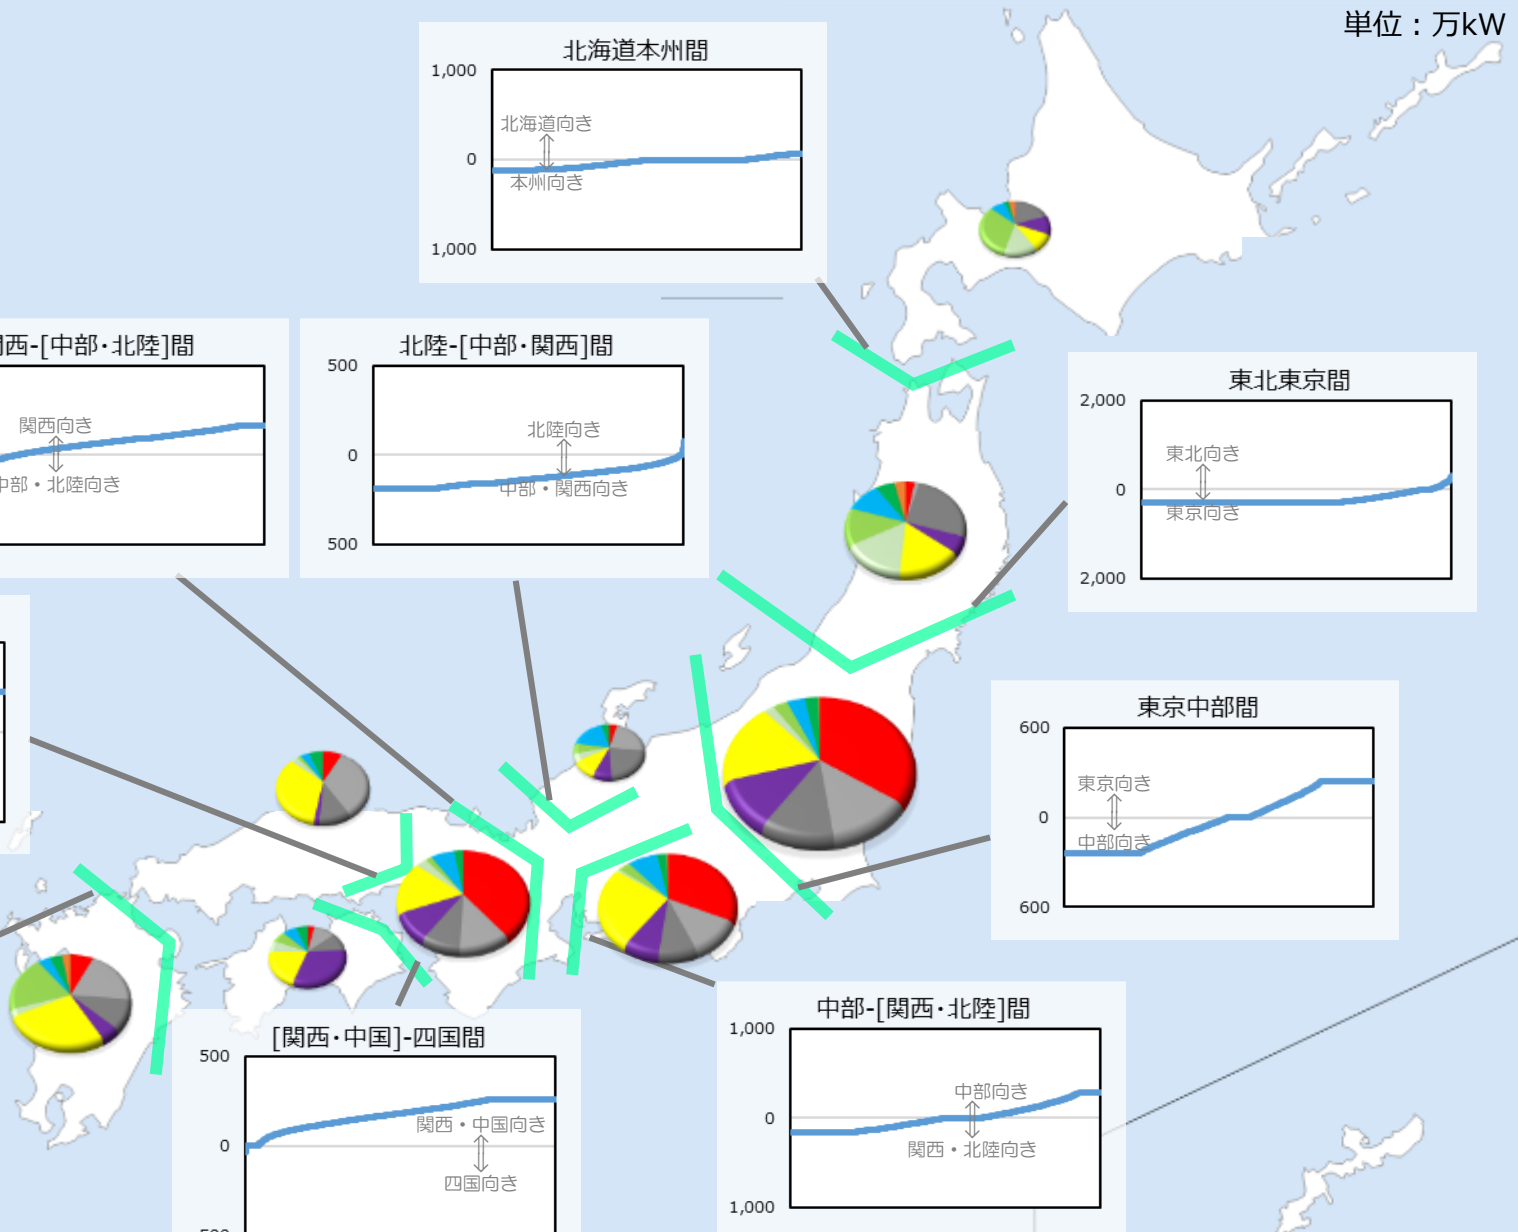 単位：万kW
北海道本州間
1,000
北海道向き
0
本州向き
1,000
西-[中部・北陸]間
関西向き
中部・北陸向き
北陸-[中部・関西]間
500
北陸向き
0
中部・関西向き
500
東北東京間
2,000
東北向き
0
東京向き
2,000
東京中部間
600
東京向き
0
中部向き
600
[関西・中国]-四国間
500
関西・中国向き
0
四国向き
中部-[関西・北陸]間
1,000
中部向き
0
関西・北陸向き
1,000